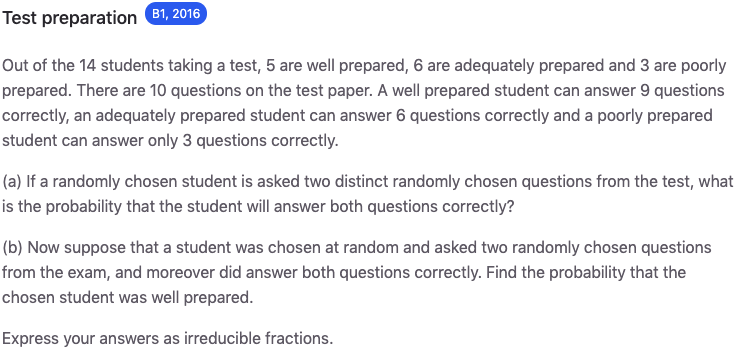 Test preparation B1, 2016
Out of the 14 students taking a test, 5 are well prepared, 6 are adequately prepared and 3 are poorly
prepared. There are 10 questions on the test paper. A well prepared student can answer 9 questions
correctly, an adequately prepared student can answer 6 questions correctly and a poorly prepared
student can answer only 3 questions correctly.
(a) If a randomly chosen student is asked two distinct randomly chosen questions from the test, what
is the probability that the student will answer both questions correctly?
(b) Now suppose that a student was chosen at random and asked two randomly chosen questions
from the exam, and moreover did answer both questions correctly. Find the probability that the
chosen student was well prepared.
Express your answers as irreducible fractions.